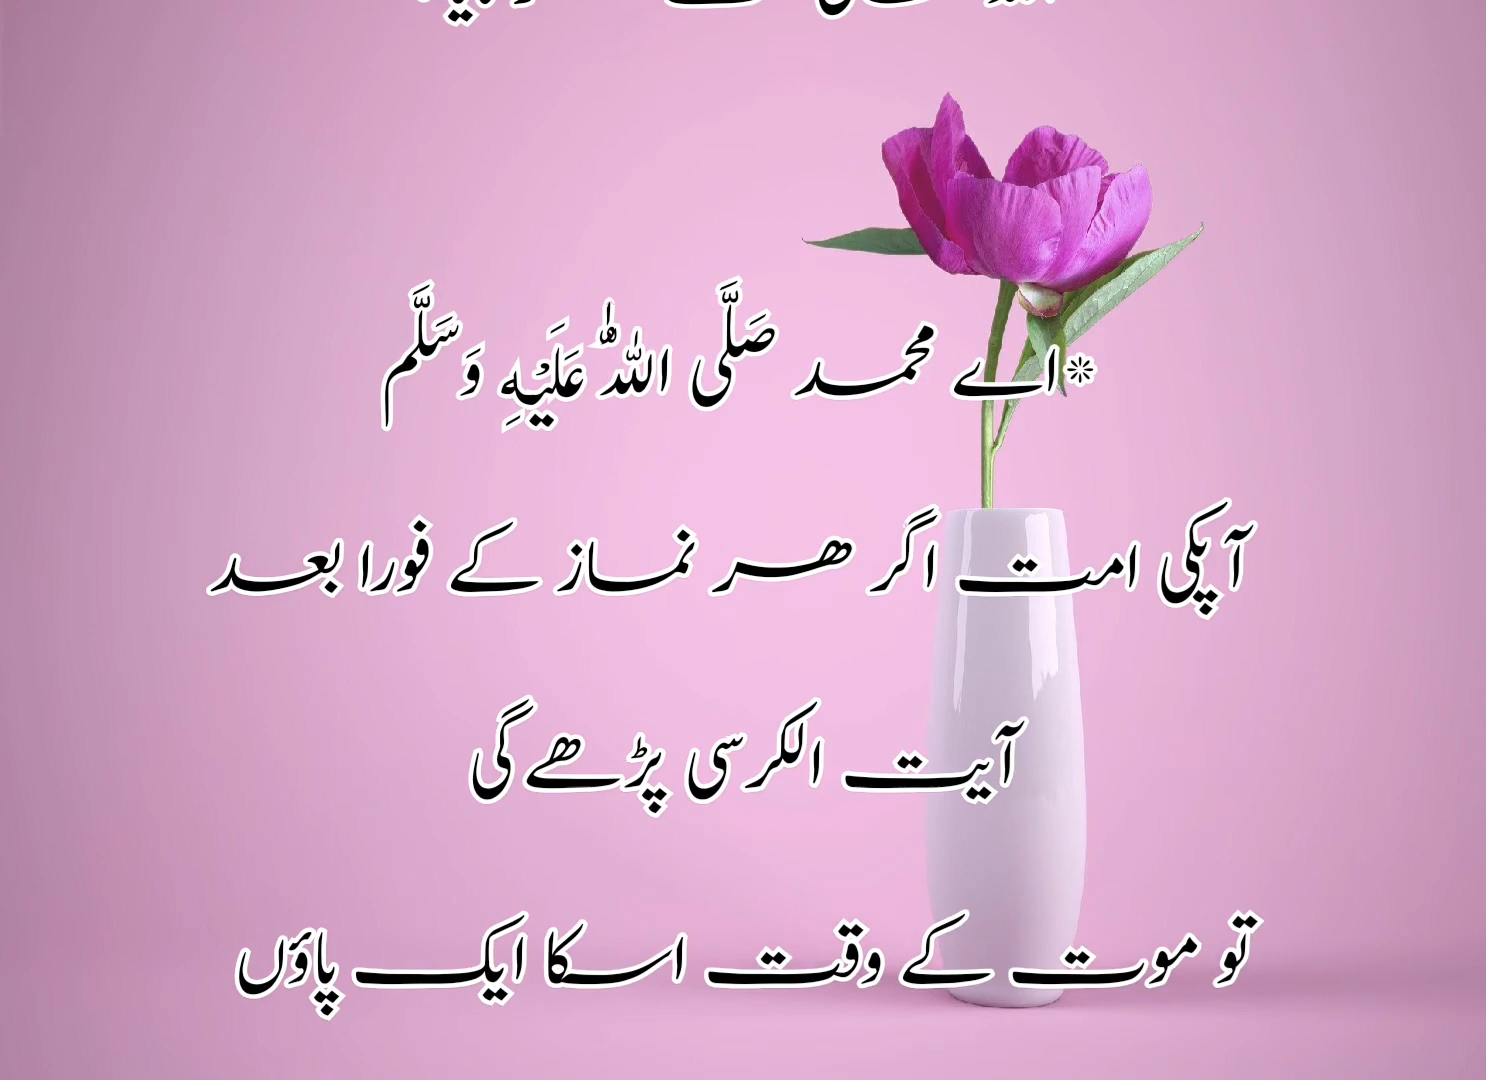 *اے محمد صَلَّی اللہُ عَلَیْہِ وَسَلَّم
آپکی امت اگر ھر نماز کے فورا بعد
آیت الکرسی پڑھے گی
تو موت کے وقت اسکا ایک پاؤں